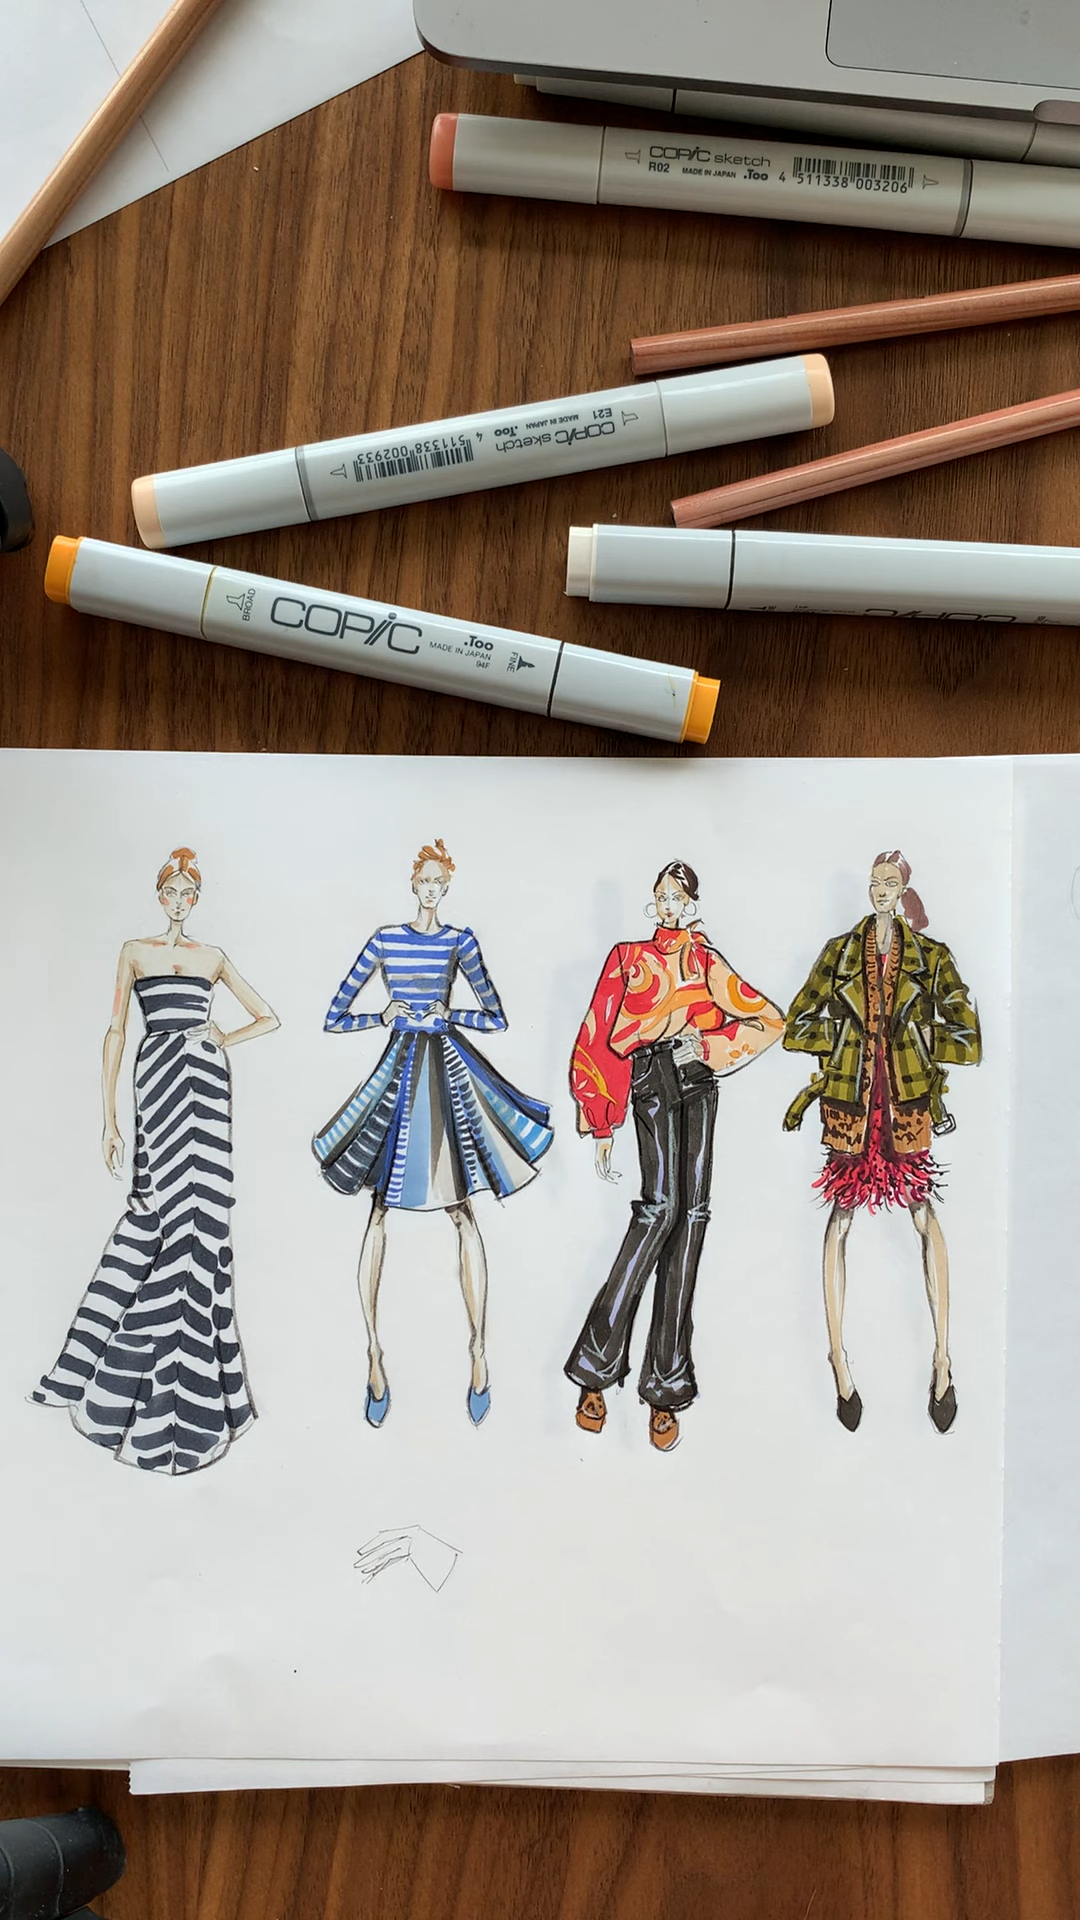 COPIC sketch
R02 MADE IN JAPAN .Too 4 511338 003206
COPIC sketch
E21 MADE IN JAPAN .Too 4 511338 002933
BROAD COPIC .Too
MADE IN JAPAN
94F
FINE
COPIC